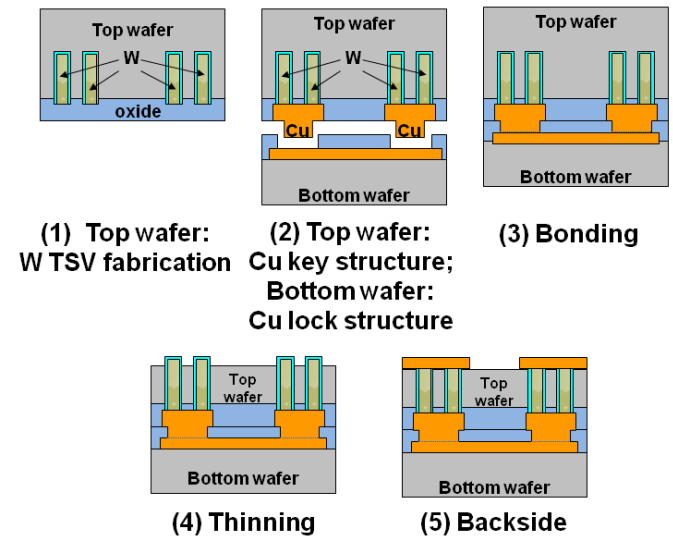 Top wafer
W
oxide
(1) Top wafer:
W TSV fabrication
Top wafer
W
Cu Cu
Bottom wafer
(2) Top wafer:
Cu key structure;
Bottom wafer:
Cu lock structure
Top wafer
Bottom wafer
(3) Bonding
Top
wafer
Bottom wafer
(4) Thinning
Top
wafer
Bottom wafer
(5) Backside